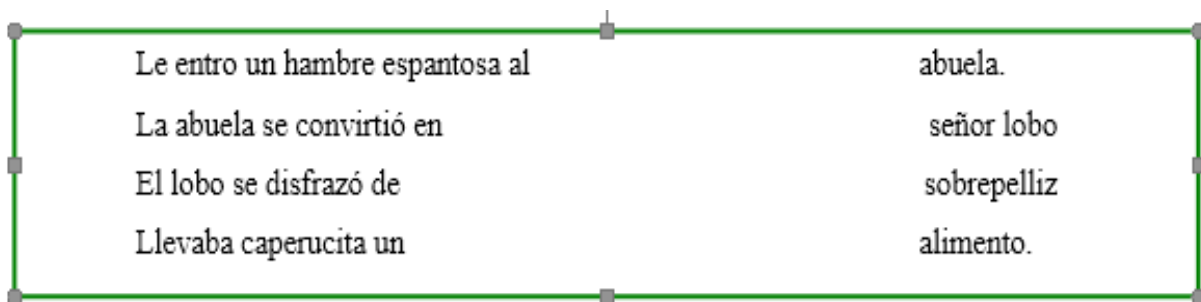 Le entro un hambre espantosa al abuela.
La abuela se convirtió en señor lobo
El lobo se disfrazó de sobrepelliz
Llevaba caperucita un alimento.